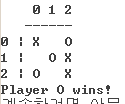 0 1 2
------
0 | X   O
1 |   O X
2 | O   X
Player O wins!